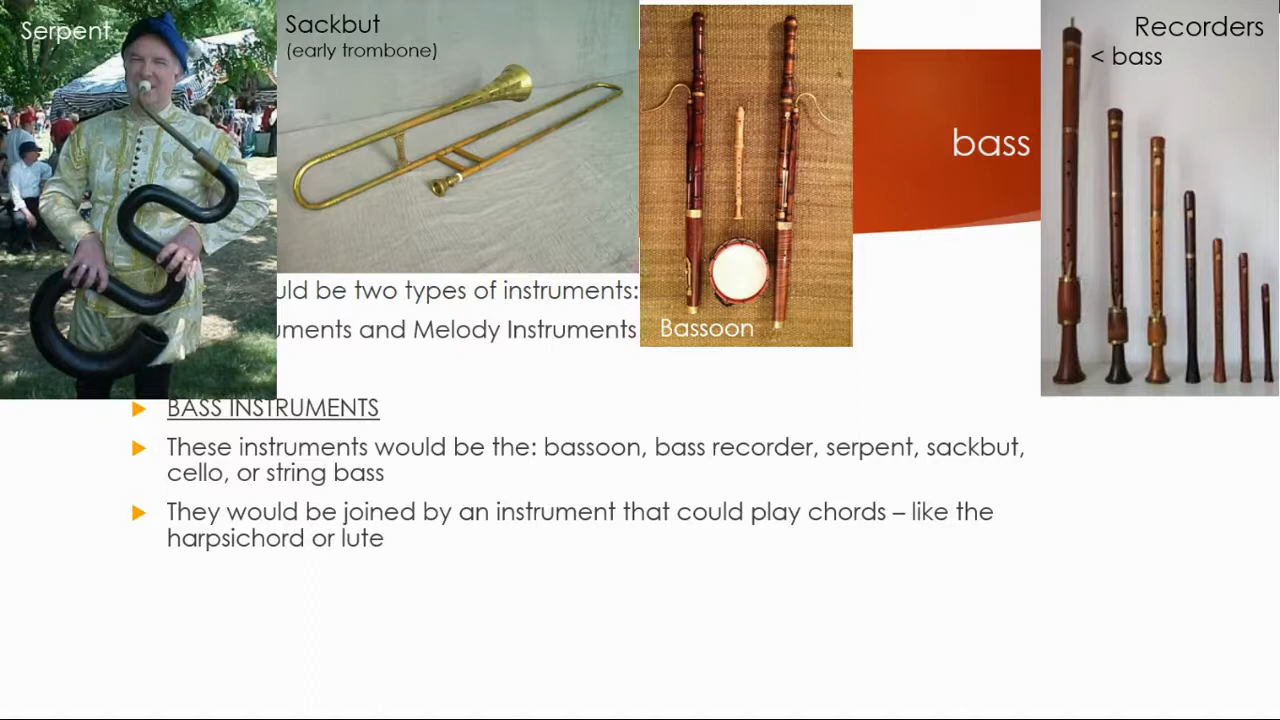 Serpent
Sackbut
(early trombone)
Recorders
< bass
bass
be two types of instruments:
and Melody Instruments
Bassoon
BASS INSTRUMENTS
These instruments would be the: bassoon, bass recorder, serpent, sackbut,
cello, or string bass
They would be joined by an instrument that could play chords – like the
harpsichord or lute